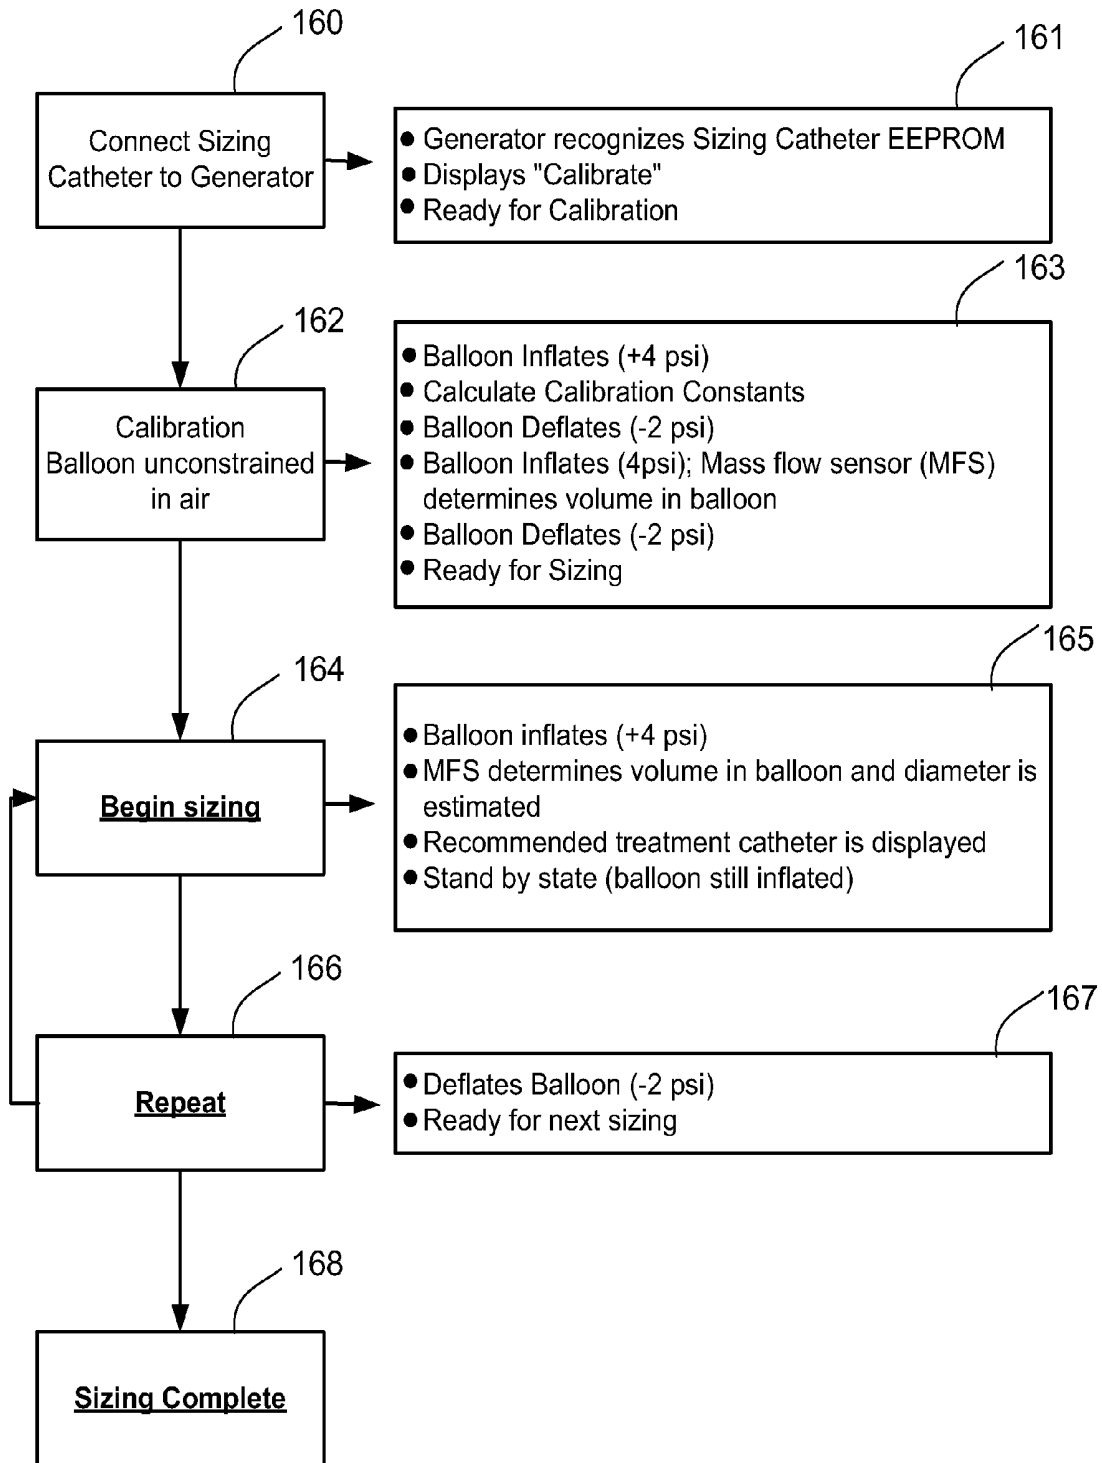 160
161
Connect Sizing
Catheter to Generator
● Generator recognizes Sizing Catheter EEPROM
● Displays "Calibrate"
● Ready for Calibration
162
163
Calibration
Balloon unconstrained
in air
● Balloon Inflates (+4 psi)
● Calculate Calibration Constants
● Balloon Deflates (-2 psi)
● Balloon Inflates (4psi); Mass flow sensor (MFS)
determines volume in balloon
● Balloon Deflates (-2 psi)
● Ready for Sizing
164
165
Begin sizing
● Balloon inflates (+4 psi)
● MFS determines volume in balloon and diameter is
estimated
● Recommended treatment catheter is displayed
● Stand by state (balloon still inflated)
166
167
Repeat
● Deflates Balloon (-2 psi)
● Ready for next sizing
168
Sizing Complete